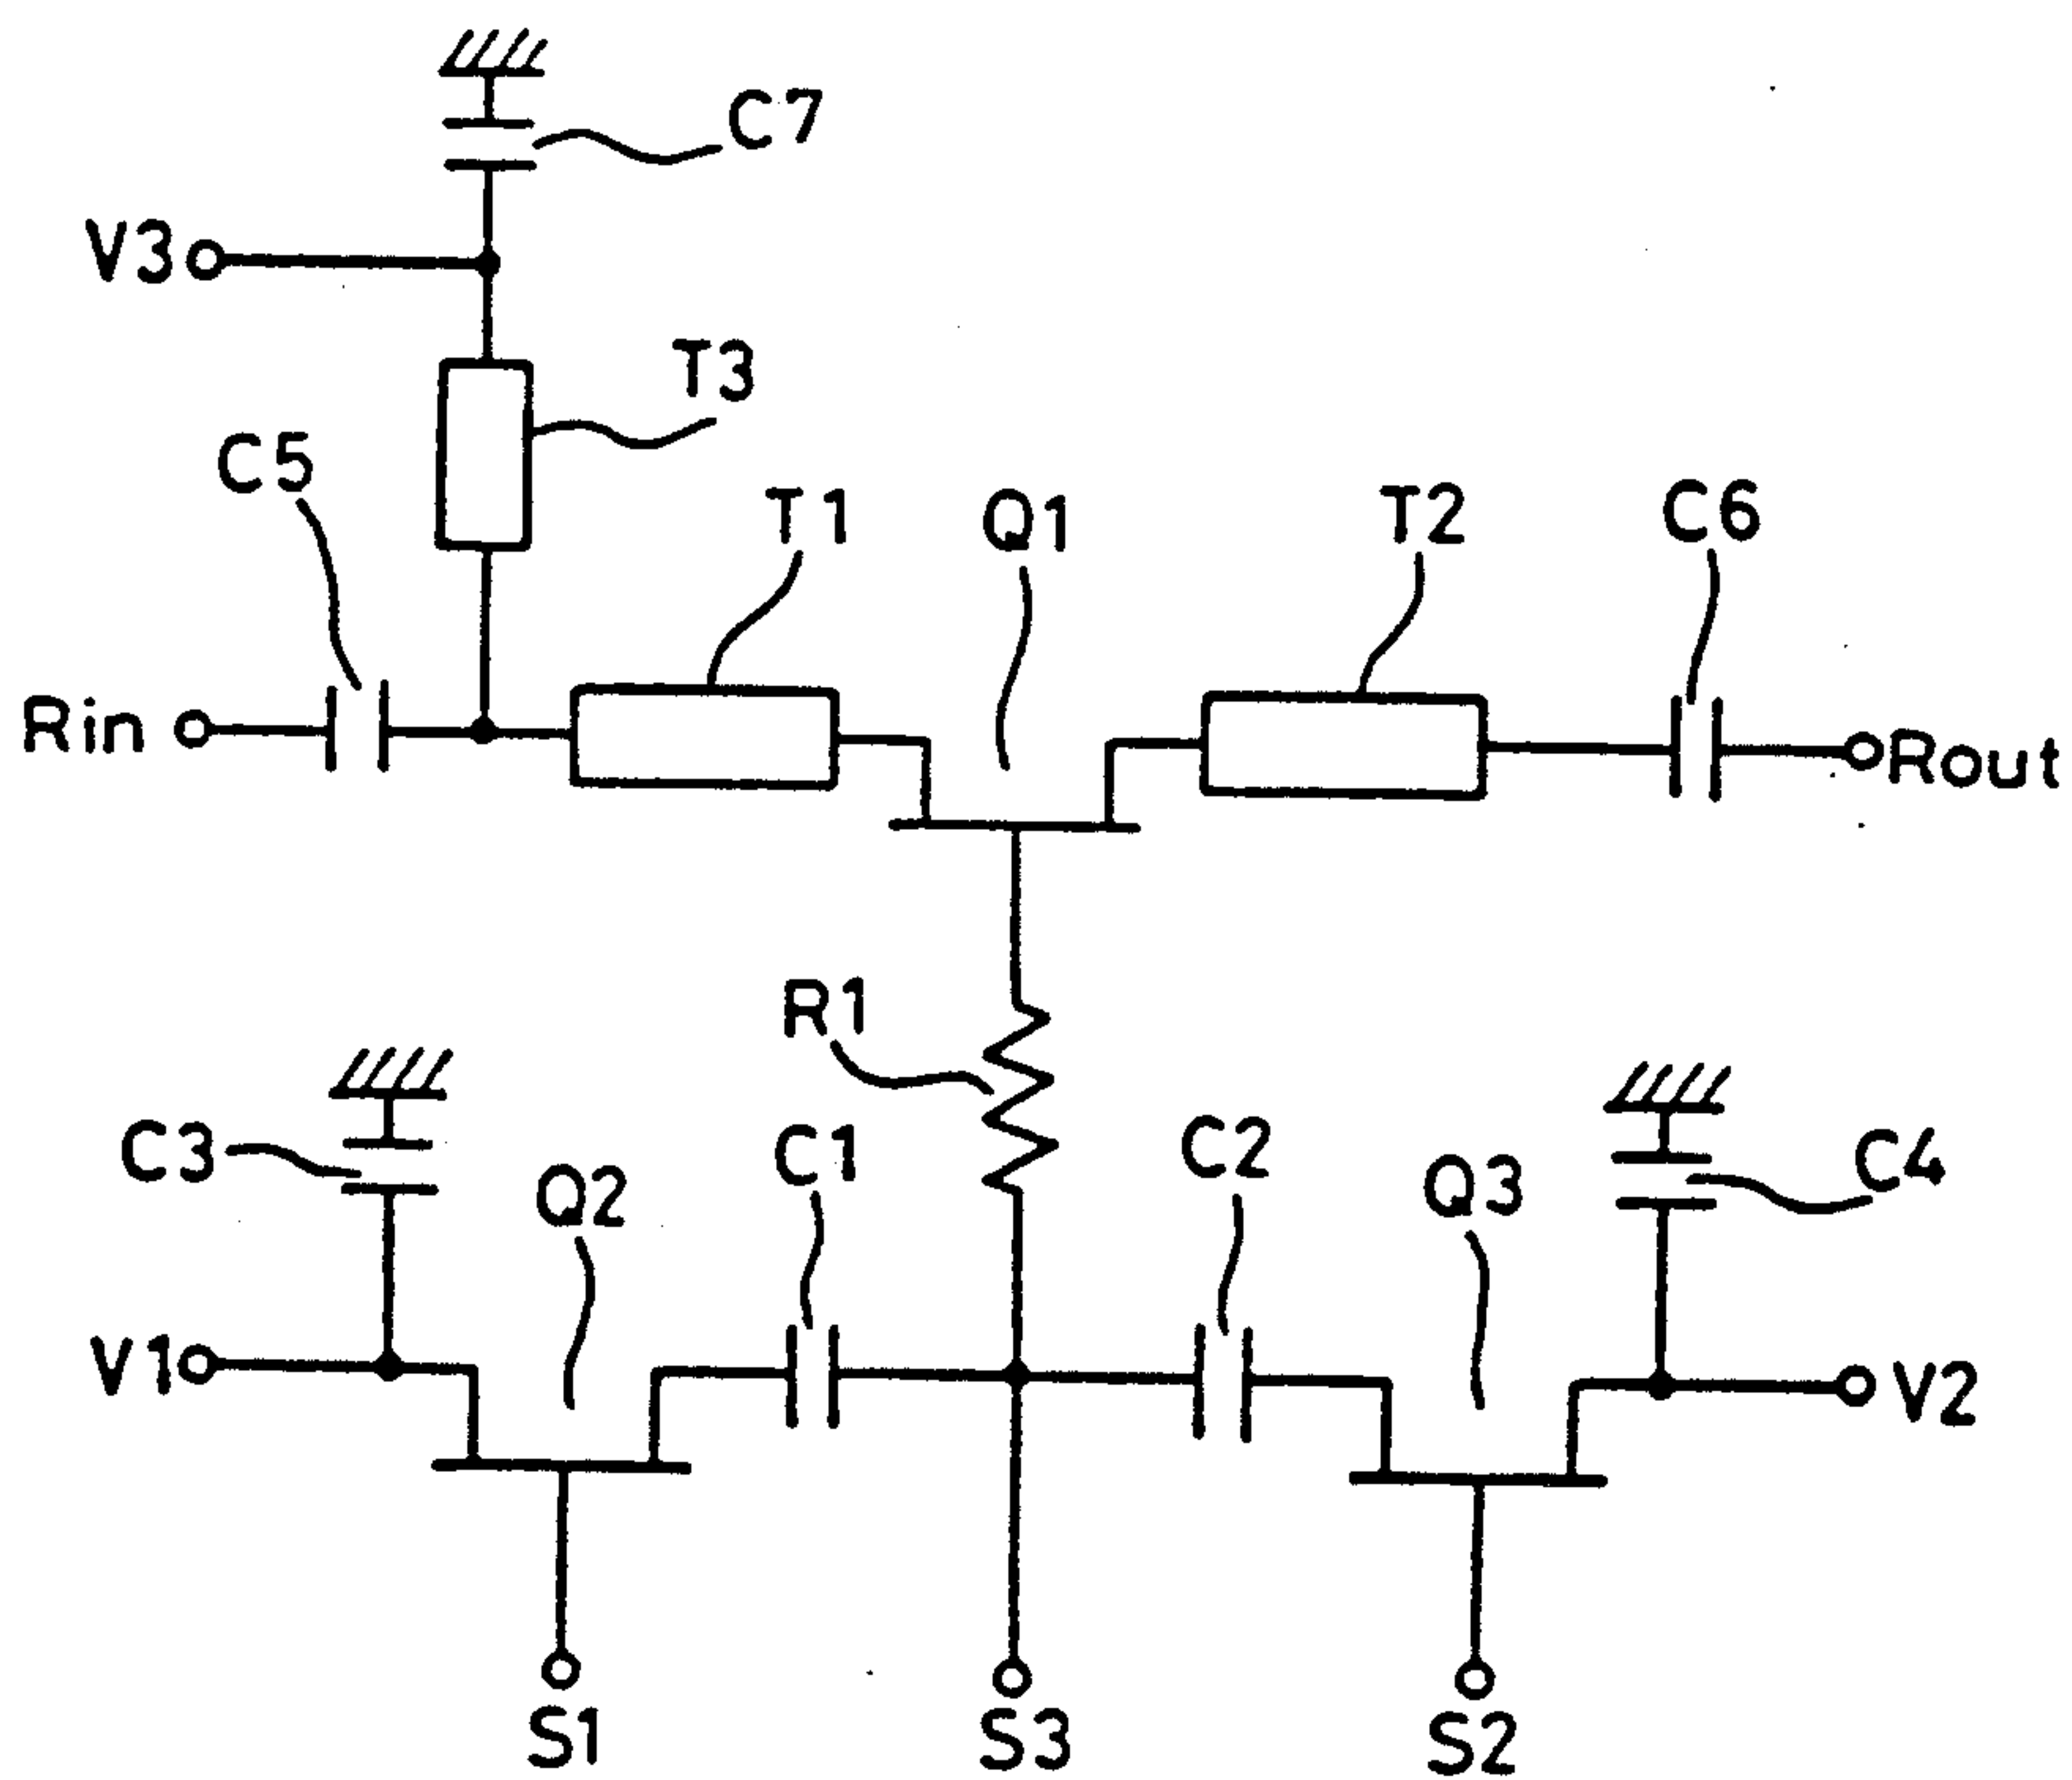 C7
V3
T3
C5
T1
Q1
T2
C6
Rin
Rout
R1
C3
Q2
C1
C2
Q3
C4
V1
V2
S1
S3
S2